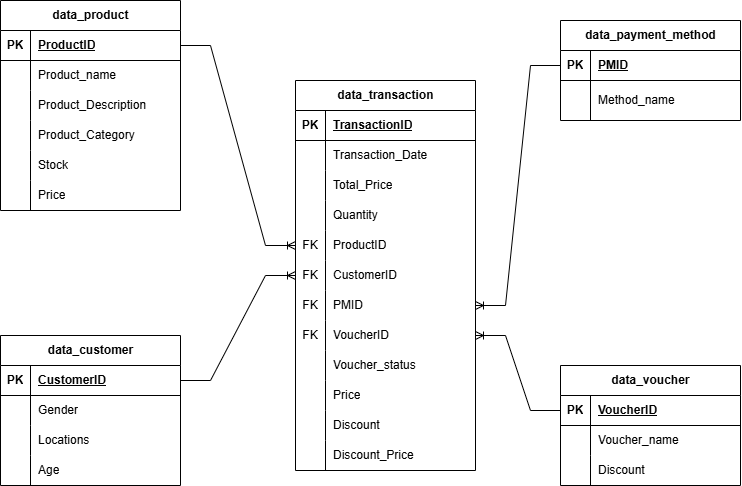 data_product
PK ProductID
Product_name
Product_Description
Product_Category
Stock
Price
data_customer
PK CustomerID
Gender
Locations
Age
data_transaction
PK TransactionID
Transaction_Date
Total_Price
Quantity
FK ProductID
FK CustomerID
FK PMID
FK VoucherID
Voucher_status
Price
Discount
Discount_Price
data_payment_method
PK PMID
Method_name
data_voucher
PK VoucherID
Voucher_name
Discount